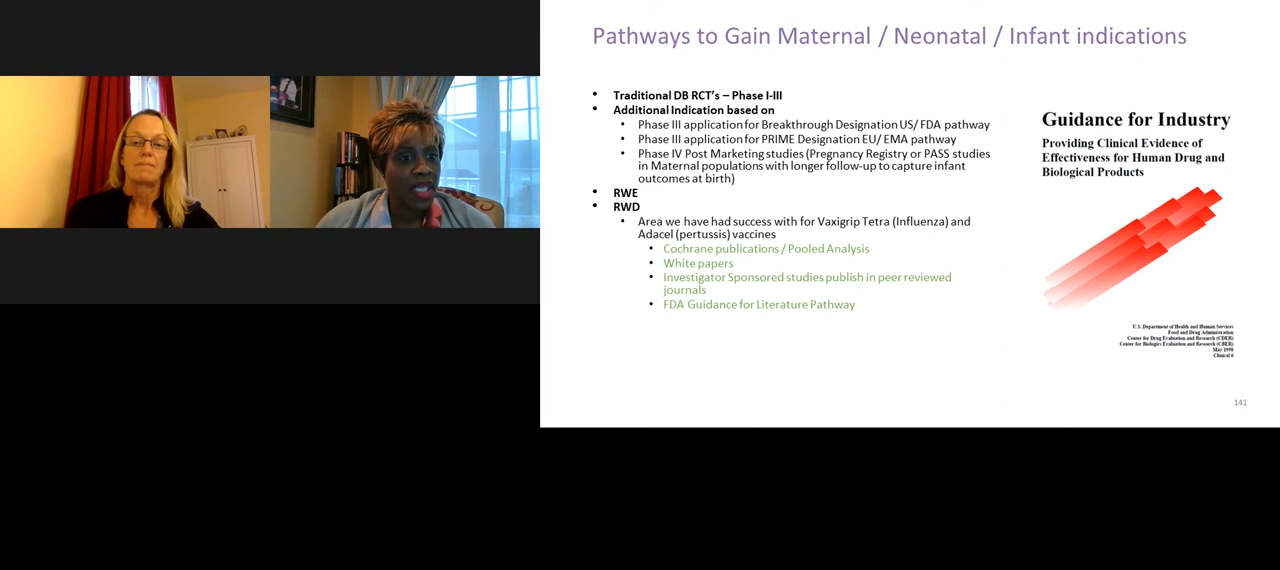 Pathways to Gain Maternal / Neonatal / Infant indications
• Traditional DB RCT's – Phase I-III
• Additional Indication based on
• Phase III application for Breakthrough Designation US/ FDA pathway
• Phase III application for PRIME Designation EU/ EMA pathway
• Phase IV Post Marketing studies (Pregnancy Registry or PASS studies
in Maternal populations with longer follow-up to capture infant
outcomes at birth)
• RWE
• RWD
• Area we have had success with for Vaxigrip Tetra (Influenza) and
Adacel (pertussis) vaccines
• Cochrane publications / Pooled Analysis
• White papers
• Investigator Sponsored studies publish in peer reviewed
journals
• FDA Guidance for Literature Pathway
Guidance for Industry
Providing Clinical Evidence of
Effectiveness for Human Drug and
Biological Products
U.S. Department of Health and Human Services
Food and Drug Administration
Center for Drug Evaluation and Research (CDER)
Center for Biologics Evaluation and Research (CBER)
May 1998
Clinical 6
141